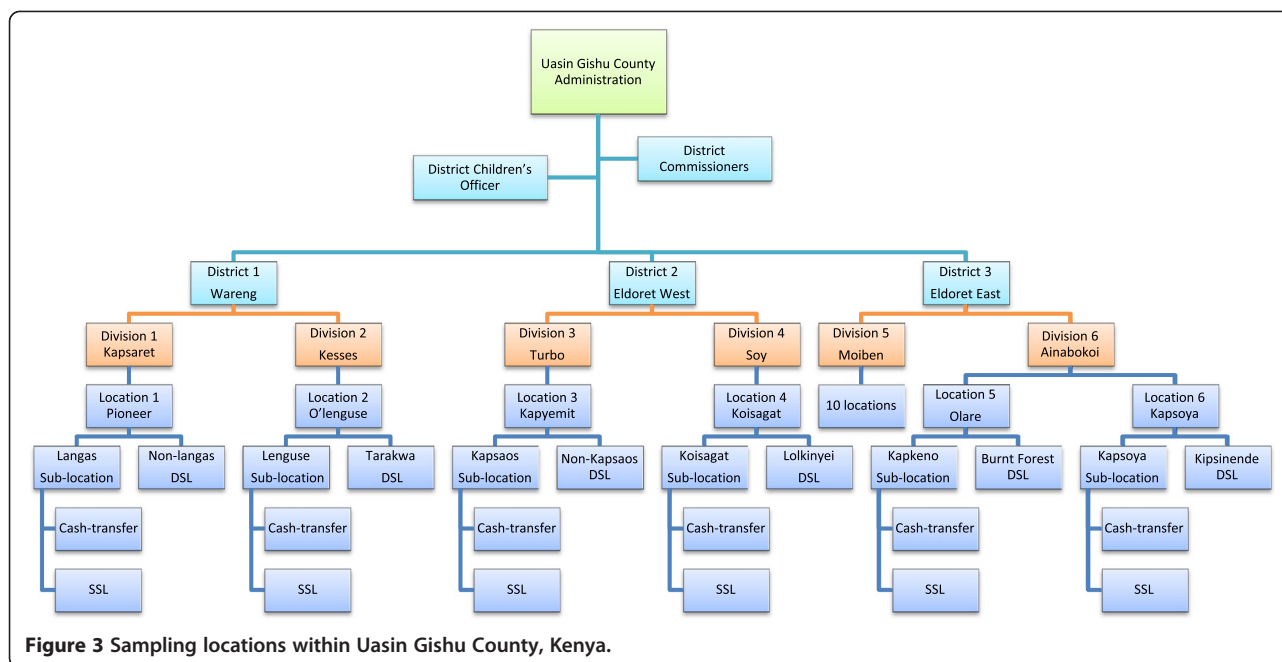 Uasin Gishu County
Administration
District Children's
Officer
District
Commissioners
District 1
Wareng
District 2
Eldoret West
District 3
Eldoret East
Division 1
Kapsaret
Division 2
Kesses
Division 3
Turbo
Division 4
Soy
Division 5
Moiben
Division 6
Ainabokoi
Location 1
Pioneer
Location 2
O'lenguse
Location 3
Kapyemit
Location 4
Koisagat
10 locations
Location 5
Olare
Location 6
Kapsoya
Langas
Sub-location
Non-langas
DSL
Lenguse
Sub-location
Tarakwa
DSL
Kapsaos
Sub-location
Non-Kapsaos
DSL
Koisagat
Sub-location
Lolkinyei
DSL
Kapkeno
Sub-location
Burnt Forest
DSL
Kapsoya
Sub-location
Kipsinende
DSL
Cash-transfer
Cash-transfer
Cash-transfer
Cash-transfer
Cash-transfer
Cash-transfer
SSL
SSL
SSL
SSL
SSL
SSL
Figure 3 Sampling locations within Uasin Gishu County, Kenya.